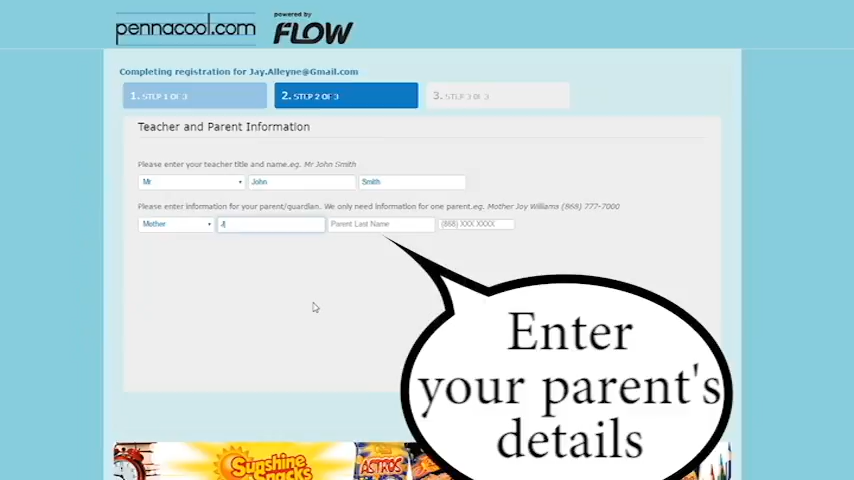 pennacool.com
powered by
FLOW
Completing registration for Jay.Alleyne@Gmail.com
1. STEP 1 OF 3
2. STEP 2 OF 3
3. STEP 3 OF 3
Teacher and Parent Information
Please enter your teacher title and name.eg. Mr John Smith
Mr
John
Smith
Please enter information for your parent/guardian. We only need information for one parent.eg. Mother Joy Williams (868) 777-7000
Mother
J
Parent Last Name
(868) XXX XXXX
Enter
your parent's
details
Sunshine
Snacks
ASTROS